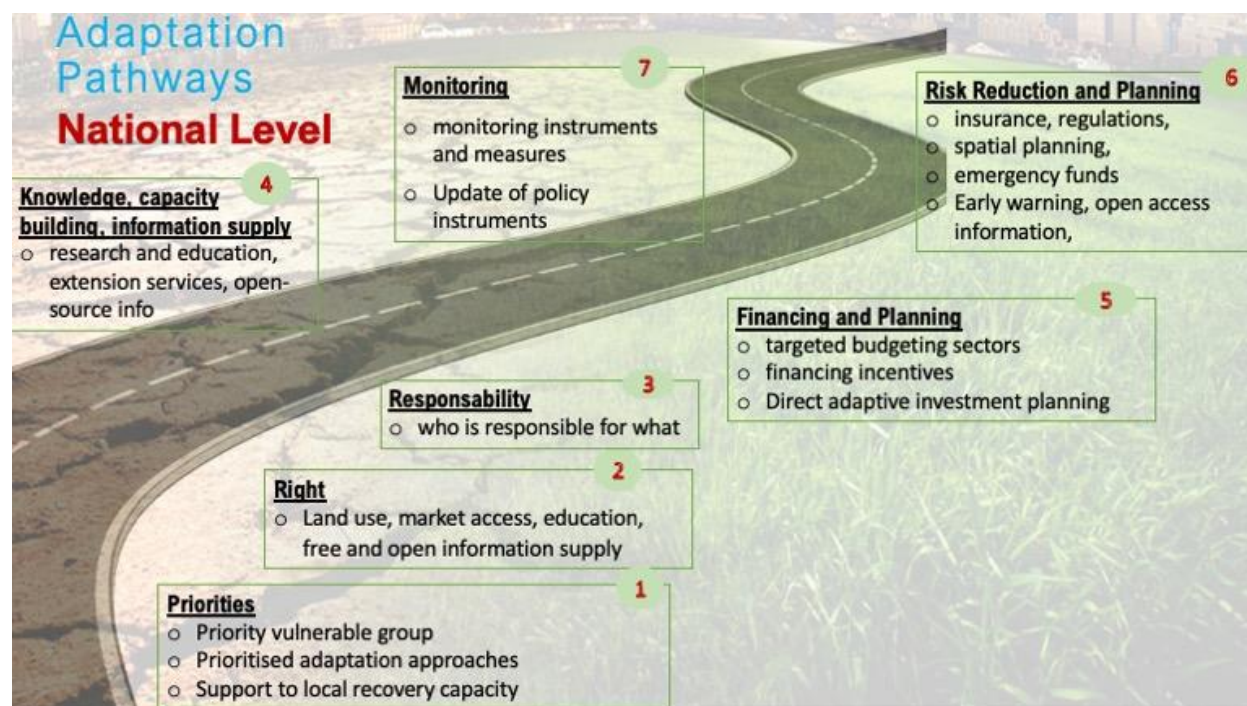 Adaptation
Pathways
National Level
7
Monitoring
o monitoring instruments
and measures
o Update of policy
instruments
6
Risk Reduction and Planning
o insurance, regulations,
o spatial planning,
o emergency funds
o Early warning, open access
information,
4
Knowledge, capacity
building, information supply
o research and education,
extension services, open-
source info
5
Financing and Planning
o targeted budgeting sectors
o financing incentives
o Direct adaptive investment planning
3
Responsability
o who is responsible for what
2
Right
o Land use, market access, education,
free and open information supply
1
Priorities
o Priority vulnerable group
o Prioritised adaptation approaches
o Support to local recovery capacity